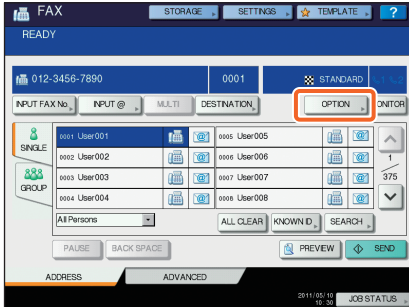 FAX STORAGE SETTINGS TEMPLATE ?
READY
012-3456-7890 0001 STANDARD
INPUT FAX No. INPUT @ MULTI DESTINATION OPTION ONITOR
SINGLE
GROUP
0001 User001 @ 0005 User005 @
0002 User002 @ 0006 User006 @
0003 User003 @ 0007 User007 @
0004 User004 @ 0008 User008 @
1
375
All Persons ALL CLEAR KNOWN ID SEARCH
PAUSE BACK SPACE PREVIEW SEND
ADDRESS ADVANCED
2011/05/10
10:30 JOB STATUS